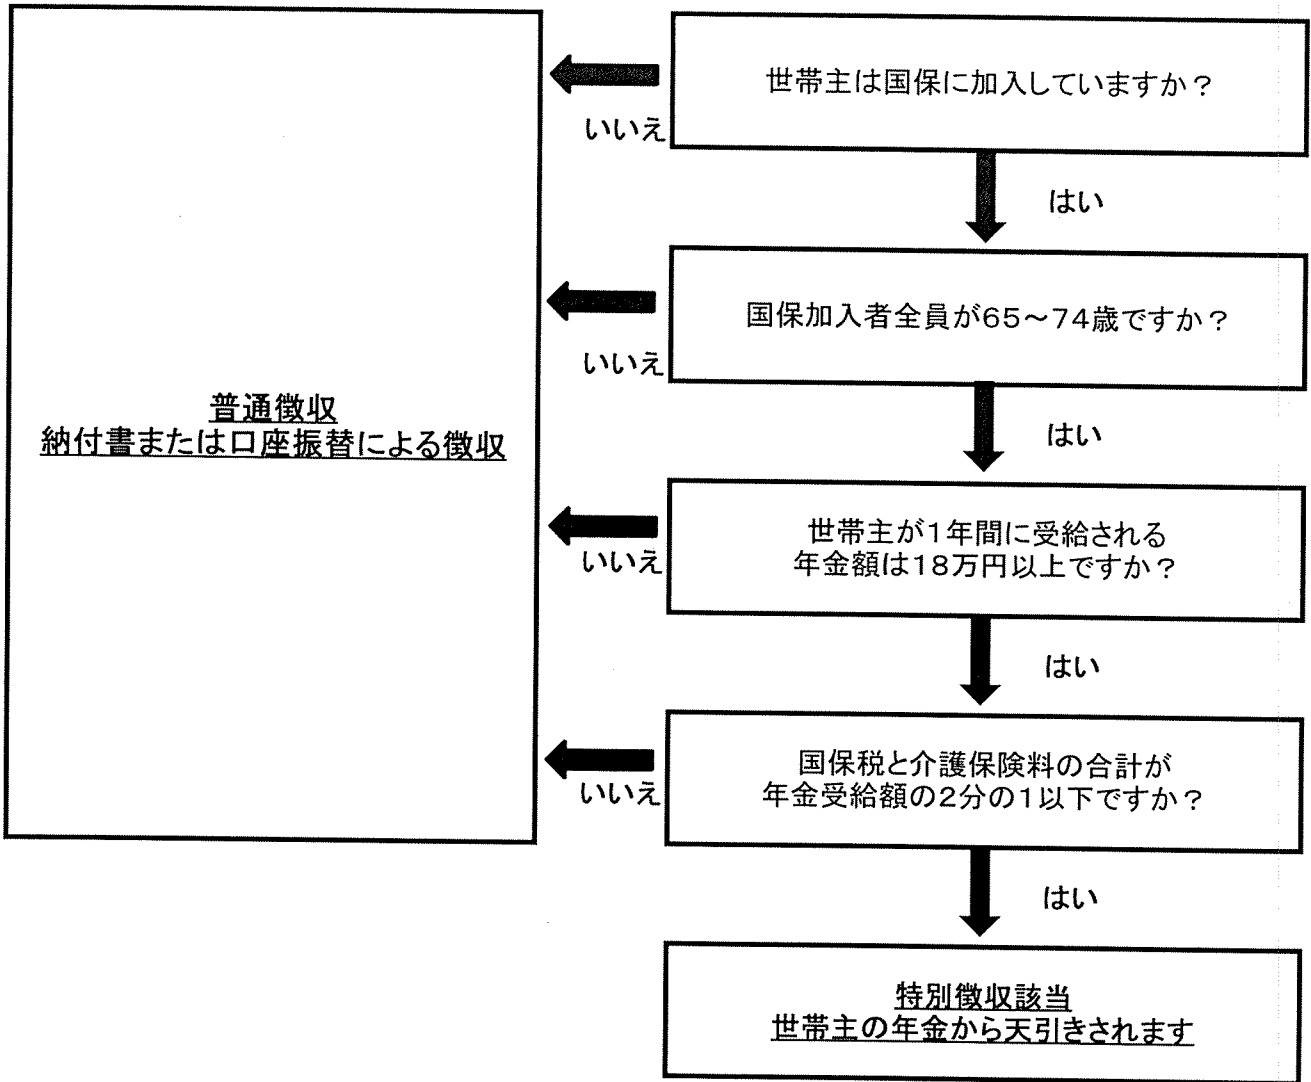 世帯主は国保に加入していますか？
いいえ
はい
国保加入者全員が６５～７４歳ですか？
いいえ
はい
普通徴収
納付書または口座振替による徴収
世帯主が１年間に受給される
年金額は１８万円以上ですか？
いいえ
はい
国保税と介護保険料の合計が
年金受給額の２分の１以下ですか？
いいえ
はい
特別徴収該当
世帯主の年金から天引きされます